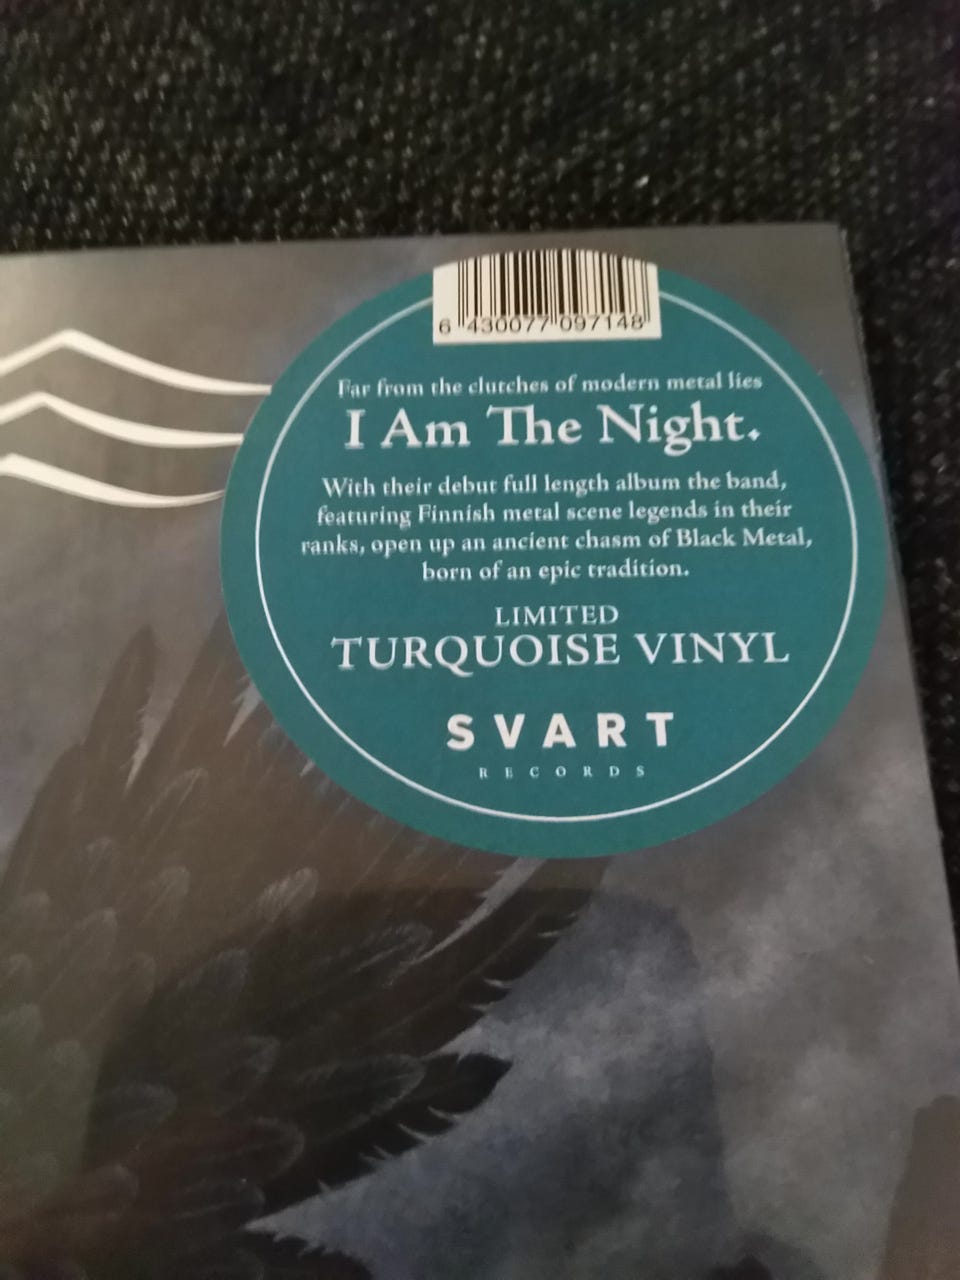 6 430077 097148
Far from the clutches of modern metal lies
I Am The Night.
With their debut full length album the band,
featuring Finnish metal scene legends in their
ranks, open up an ancient chasm of Black Metal,
born of an epic tradition.
LIMITED
TURQUOISE VINYL
SVART
RECORDS